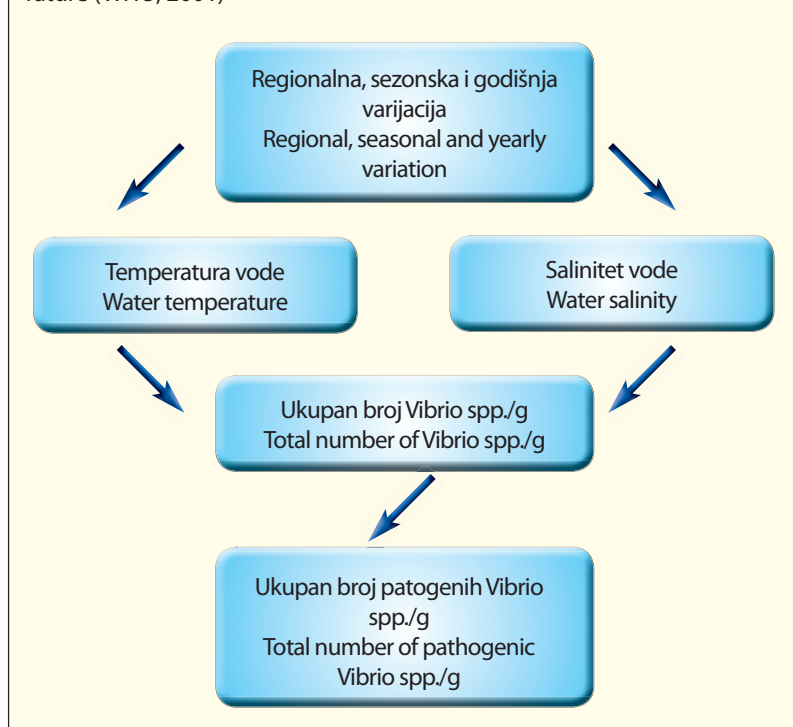 Regionalna, sezonska i godišnja
varijacija
Regional, seasonal and yearly
variation
Temperatura vode
Water temperature
Salinitet vode
Water salinity
Ukupan broj Vibrio spp./g
Total number of Vibrio spp./g
Ukupan broj patogenih Vibrio
spp./g
Total number of pathogenic
Vibrio spp./g